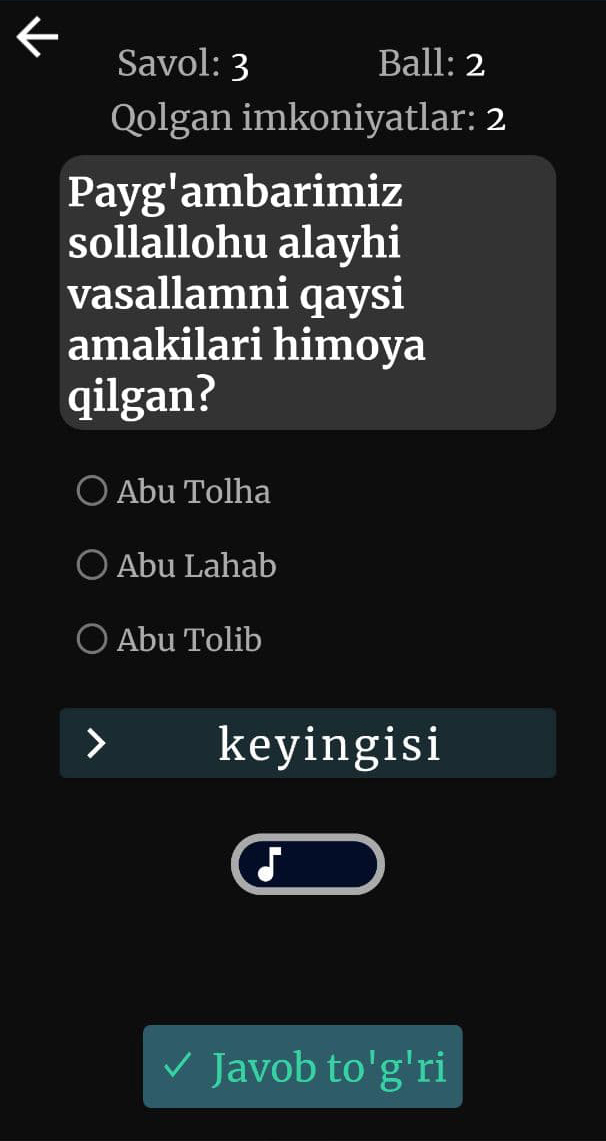 Savol: 3 Ball: 2
Qolgan imkoniyatlar: 2
Payg'ambarimiz
sollallohu alayhi
vasallamni qaysi
amakilari himoya
qilgan?
Abu Tolha
Abu Lahab
Abu Tolib
keyingisi
Javob to'g'ri